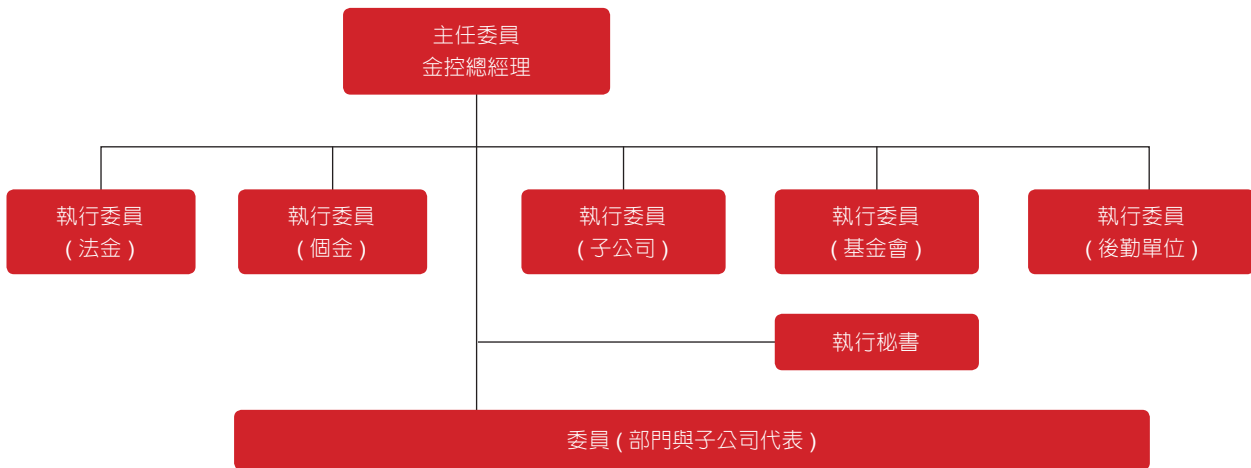 主任委員
金控總經理
執行委員
( 法金 )
執行委員
( 個金 )
執行委員
( 子公司 )
執行委員
( 基金會 )
執行委員
( 後勤單位 )
執行秘書
委員 ( 部門與子公司代表 )